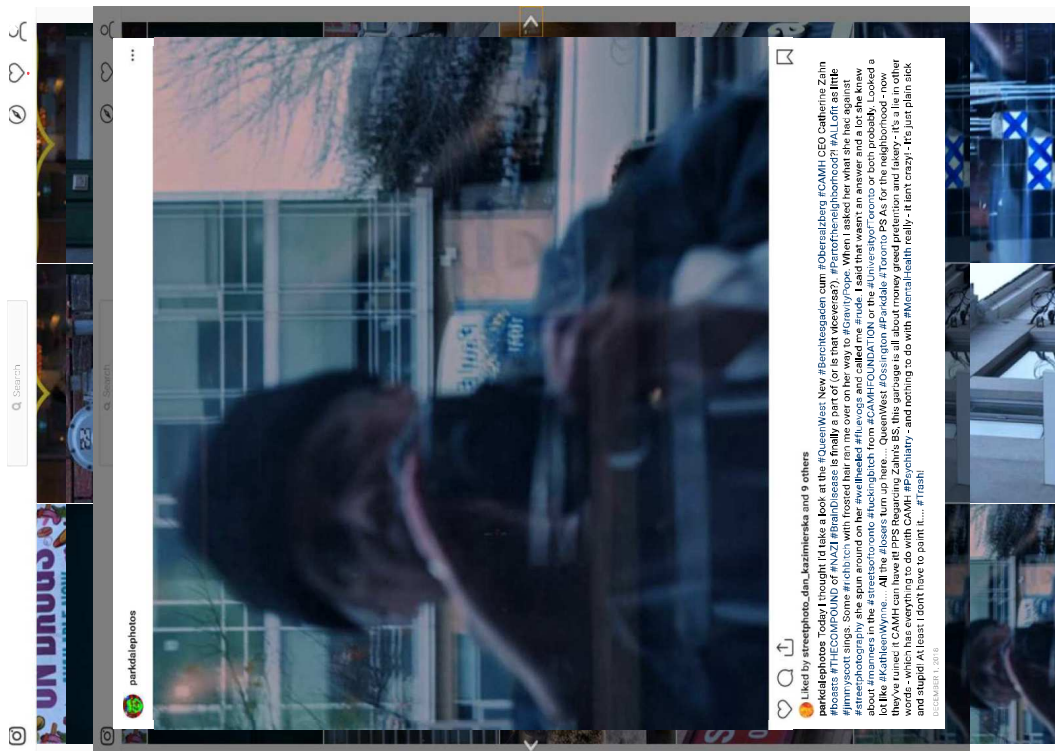 Search
Search
ON DRUGS
parkdalephotos
Liked by streetphoto_dan_kazimierska and 9 others
parkdalephotos Today I thought I'd take a look at the #QueenWest New #Berchtesgaden cum #Obersalzberg #CAMH CEO Catherine Zahn
#boasts #THECOMPOUND of #NAZI #BrainDisease is finally a part of (or is that viceversa?). #Partoftheneighborhood?! #ALLofit as little
#jimmyscott sings. Some #richbitch with frosted hair ran me over on her way to #GravityPope. When I asked her what she had against
#streetphotography she spun around on her #wellheeled #fluevogs and called me #rude. I said that wasn't an answer and a lot she knew
about #manners in the #streetsoftoronto #fuckingbitch from #CAMHFOUNDATION or the #UniversityofToronto or both probably. Looked a
lot like #KathleenWynne.... All the #losers turn up here.... QueenWest #Ossington #Parkdale #Toronto PS As for the neighborhood - now
they've ruined it CAMH can have it! PPS Regarding Zahn's BS, this garbage is all about money greed pretention and fakery - it's a lie in other
words - which has everything to do with CAMH #Psychiatry - and nothing to do with #MentalHealth really - it isn't crazy! - It's just plain sick
and stupid! At least I don't have to paint it.... #Trash!
DECEMBER 1, 2016